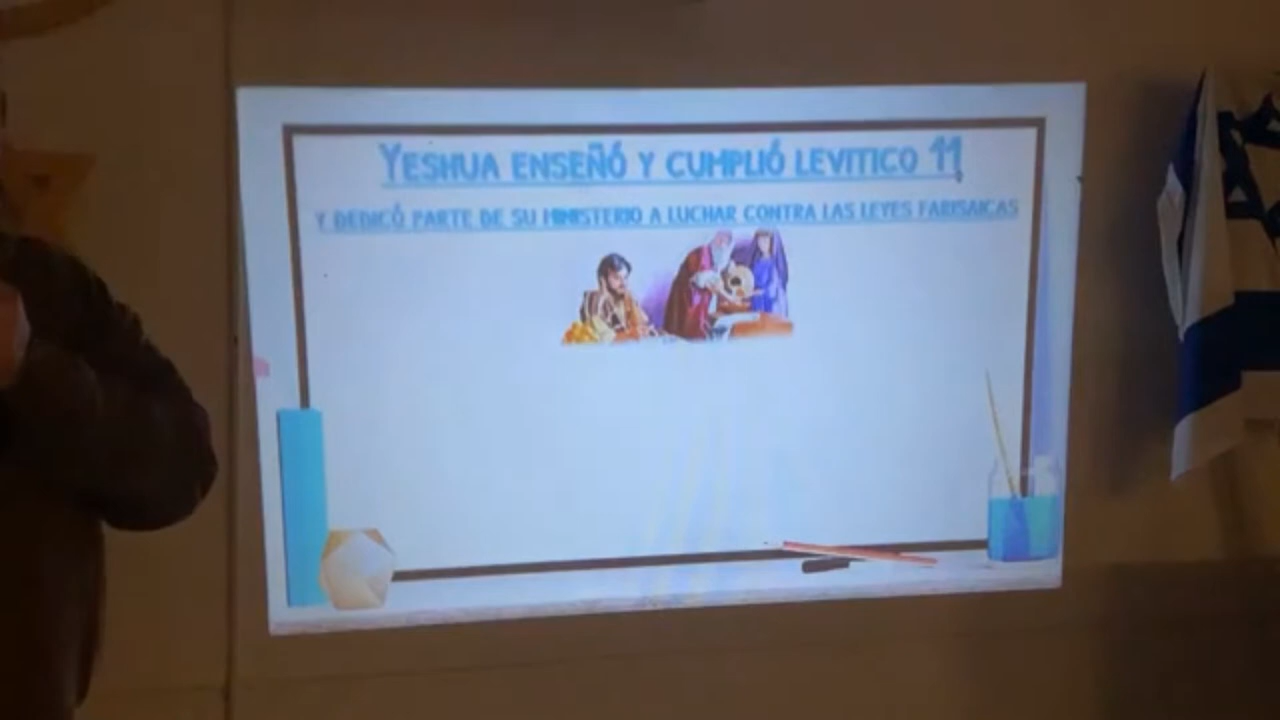 YESHUA ENSEÑÓ Y CUMPLIÓ LEVITICO 11
Y DEDICÓ PARTE DE SU MINISTERIO A LUCHAR CONTRA LAS LEYES FARISAICAS